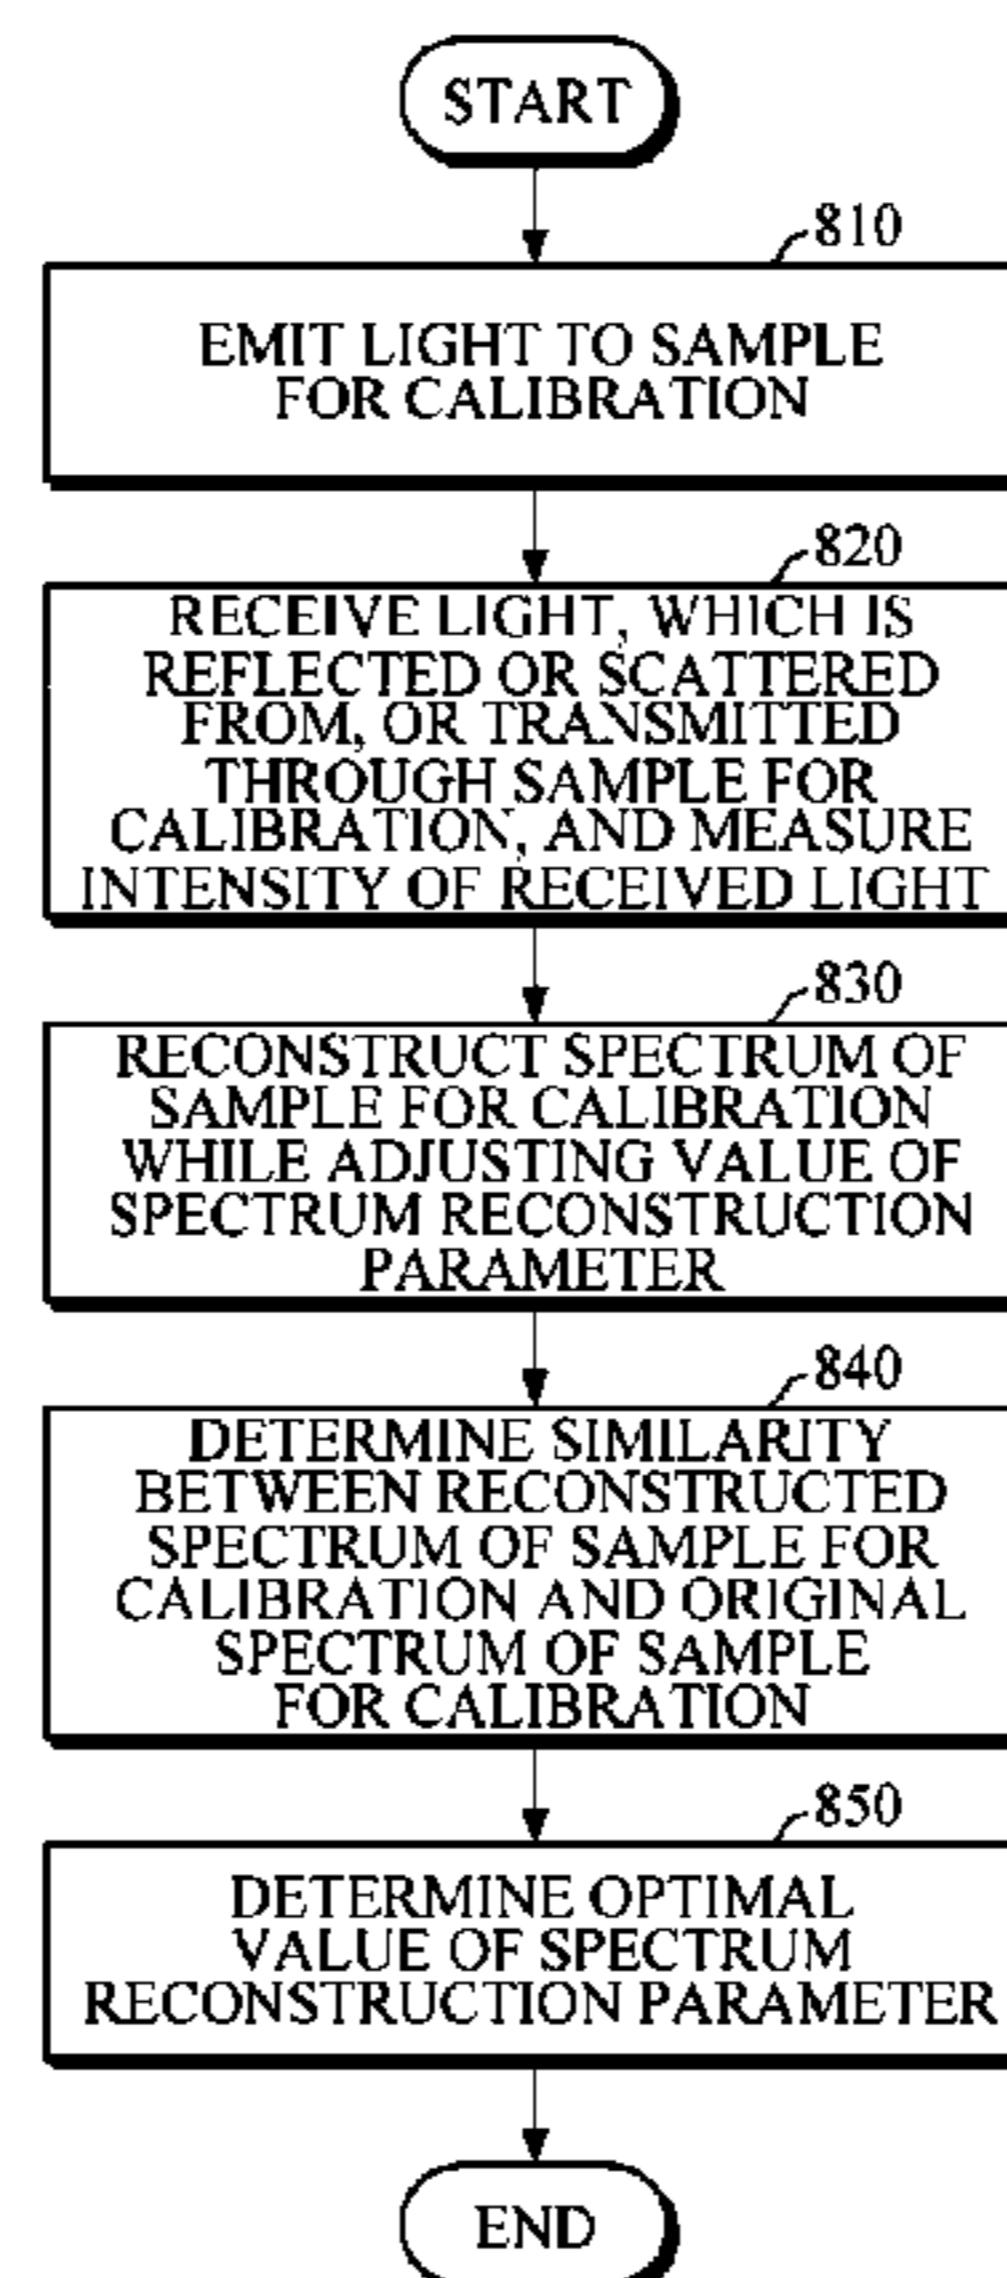 START
810
EMIT LIGHT TO SAMPLE
FOR CALIBRATION
820
RECEIVE LIGHT, WHICH IS
REFLECTED OR SCATTERED
FROM, OR TRANSMITTED
THROUGH SAMPLE FOR
CALIBRATION, AND MEASURE
INTENSITY OF RECEIVED LIGHT
830
RECONSTRUCT SPECTRUM OF
SAMPLE FOR CALIBRATION
WHILE ADJUSTING VALUE OF
SPECTRUM RECONSTRUCTION
PARAMETER
840
DETERMINE SIMILARITY
BETWEEN RECONSTRUCTED
SPECTRUM OF SAMPLE FOR
CALIBRATION AND ORIGINAL
SPECTRUM OF SAMPLE
FOR CALIBRATION
850
DETERMINE OPTIMAL
VALUE OF SPECTRUM
RECONSTRUCTION PARAMETER
END